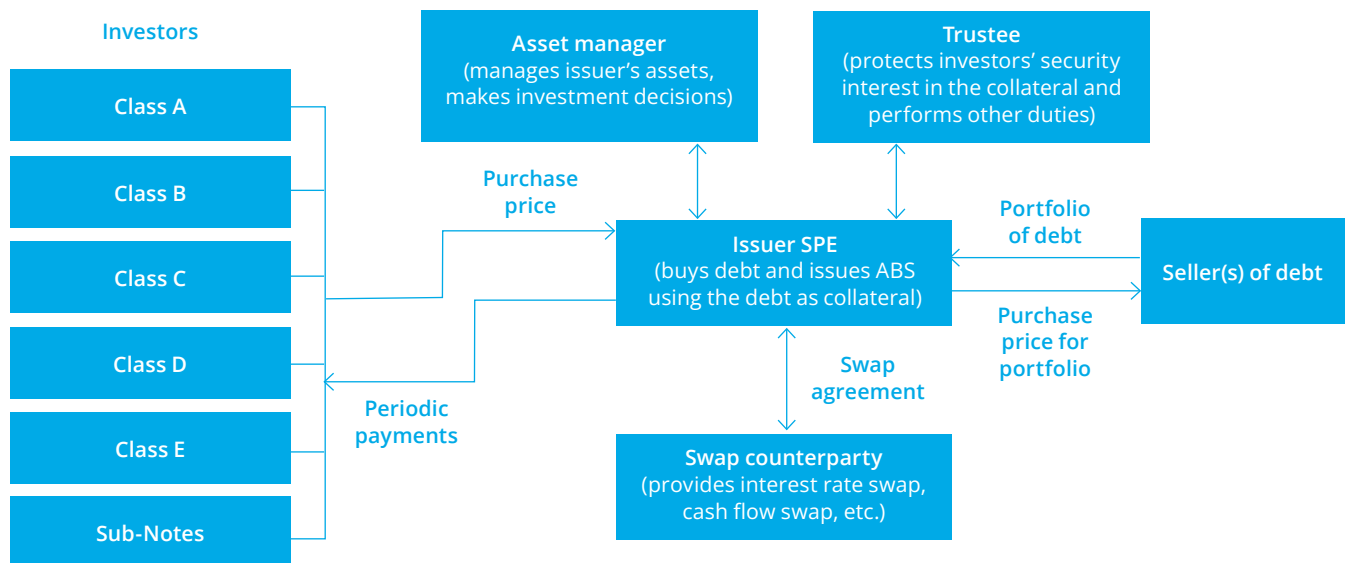 Investors
Class A
Class B
Class C
Class D
Class E
Sub-Notes
Asset manager
(manages issuer’s assets,
makes investment decisions)
Trustee
(protects investors’ security
interest in the collateral and
performs other duties)
Purchase
price
Periodic
payments
Issuer SPE
(buys debt and issues ABS
using the debt as collateral)
Portfolio
of debt
Purchase
price for
portfolio
Seller(s) of debt
Swap
agreement
Swap counterparty
(provides interest rate swap,
cash flow swap, etc.)